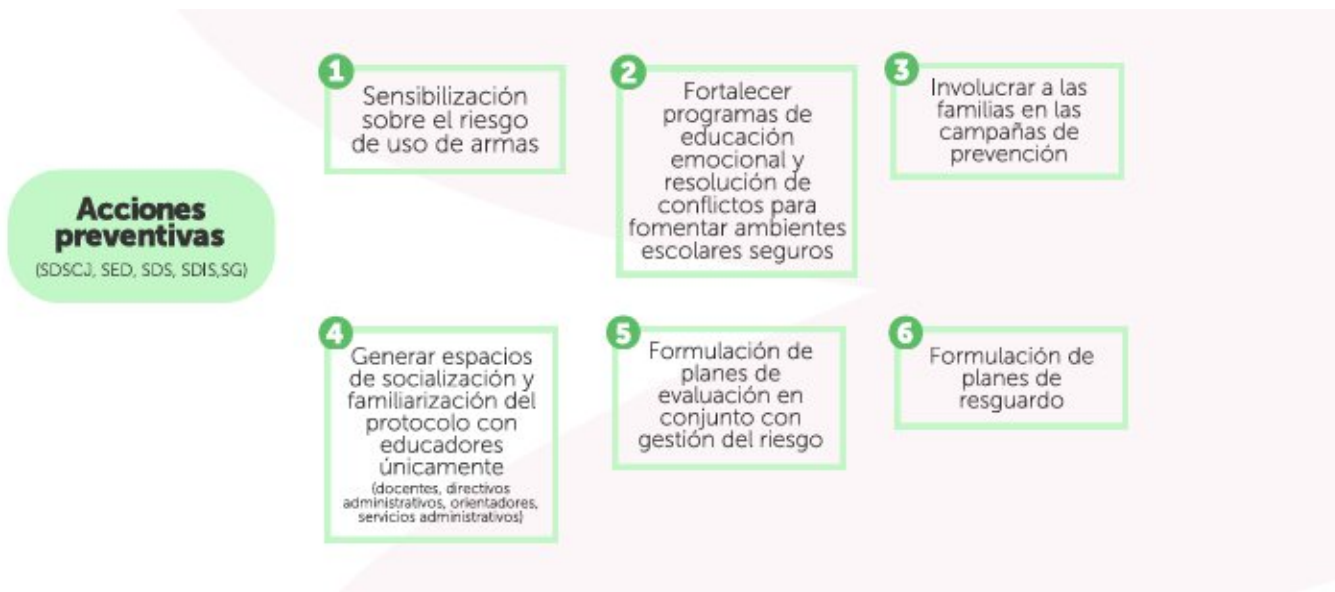 Acciones
preventivas
(SDSCJ, SED, SDS, SDIS,SG)
1
Sensibilización
sobre el riesgo
de uso de armas
2
Fortalecer
programas de
educación
emocional y
resolución de
conflictos para
fomentar ambientes
escolares seguros
3
Involucrar a las
familias en las
campañas de
prevención
4
Generar espacios
de socialización y
familiarización del
protocolo con
educadores
únicamente
(docentes, directivos
administrativos, orientadores,
servicios administrativos)
5
Formulación de
planes de
evaluación en
conjunto con
gestión del riesgo
6
Formulación de
planes de
resguardo